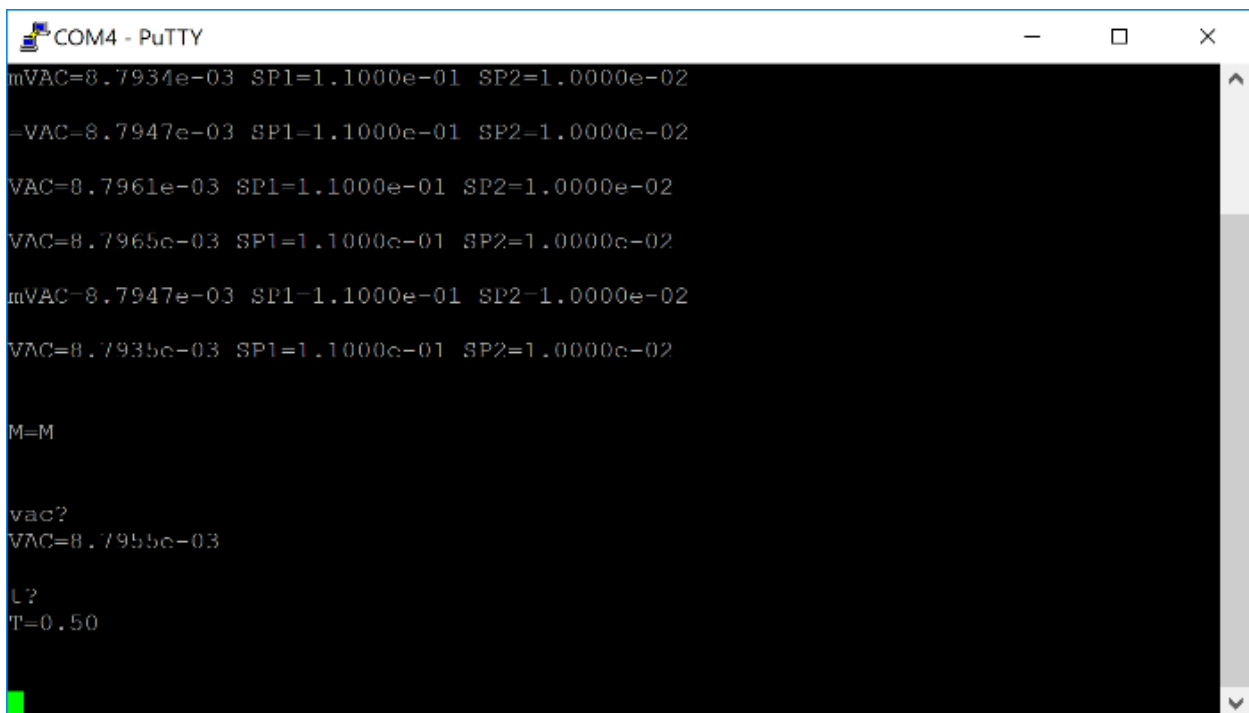 COM4 - PuTTY
mVAC=8.7934e-03 SP1=1.1000e-01 SP2=1.0000e-02
=VAC=8.7947e-03 SP1=1.1000e-01 SP2=1.0000e-02
VAC=8.7961e-03 SP1=1.1000e-01 SP2=1.0000e-02
VAC=8.7965e-03 SP1=1.1000e-01 SP2=1.0000e-02
mVAC=8.7947e-03 SP1=1.1000e-01 SP2=1.0000e-02
VAC=8.7935e-03 SP1=1.1000e-01 SP2=1.0000e-02
M=M
vac?
VAC=8.7955e-03
t?
T=0.50